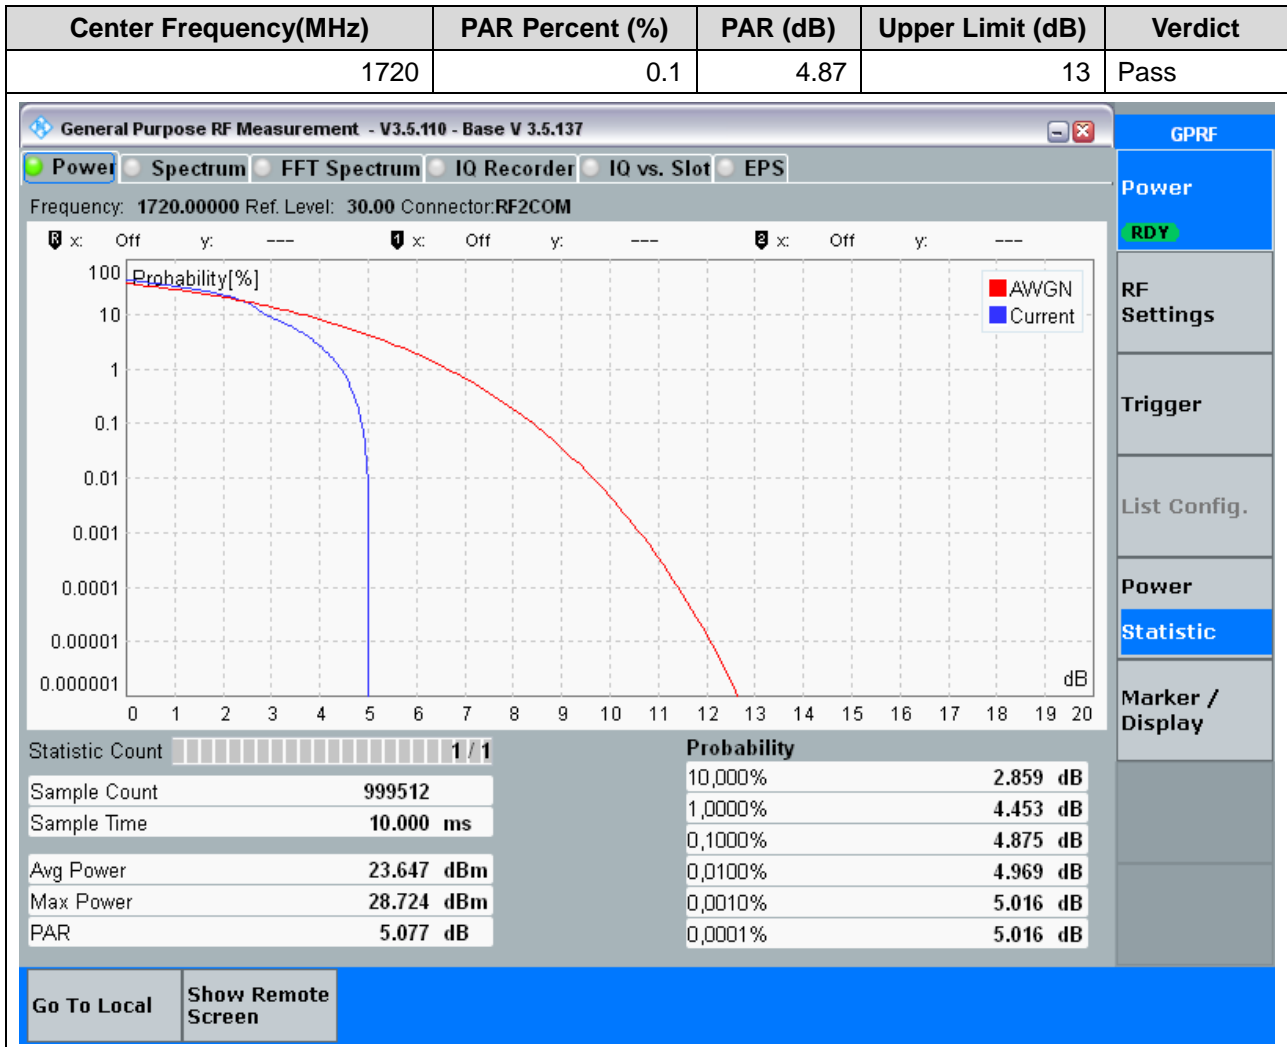 Center Frequency(MHz) PAR Percent (%) PAR (dB) Upper Limit (dB) Verdict
1720 0.1 4.87 13 Pass
General Purpose RF Measurement - V3.5.110 - Base V 3.5.137
GPRF
Power Spectrum FFT Spectrum IQ Recorder IQ vs. Slot EPS
Power
RDY
Frequency: 1720.00000 Ref. Level: 30.00 Connector:RF2COM
R x: Off y: --- 1 x: Off y: --- 2 x: Off y: ---
Probability[%]
AWGN
Current
100
10
1
0.1
0.01
0.001
0.0001
0.00001
0.000001
dB
0 1 2 3 4 5 6 7 8 9 10 11 12 13 14 15 16 17 18 19 20
RF
Settings
Trigger
List Config.
Power
Statistic
Marker /
Display
Statistic Count 1 / 1
Sample Count 999512
Sample Time 10.000 ms
Avg Power 23.647 dBm
Max Power 28.724 dBm
PAR 5.077 dB
Probability
10,000% 2.859 dB
1,0000% 4.453 dB
0,1000% 4.875 dB
0,0100% 4.969 dB
0,0010% 5.016 dB
0,0001% 5.016 dB
Go To Local
Show Remote
Screen